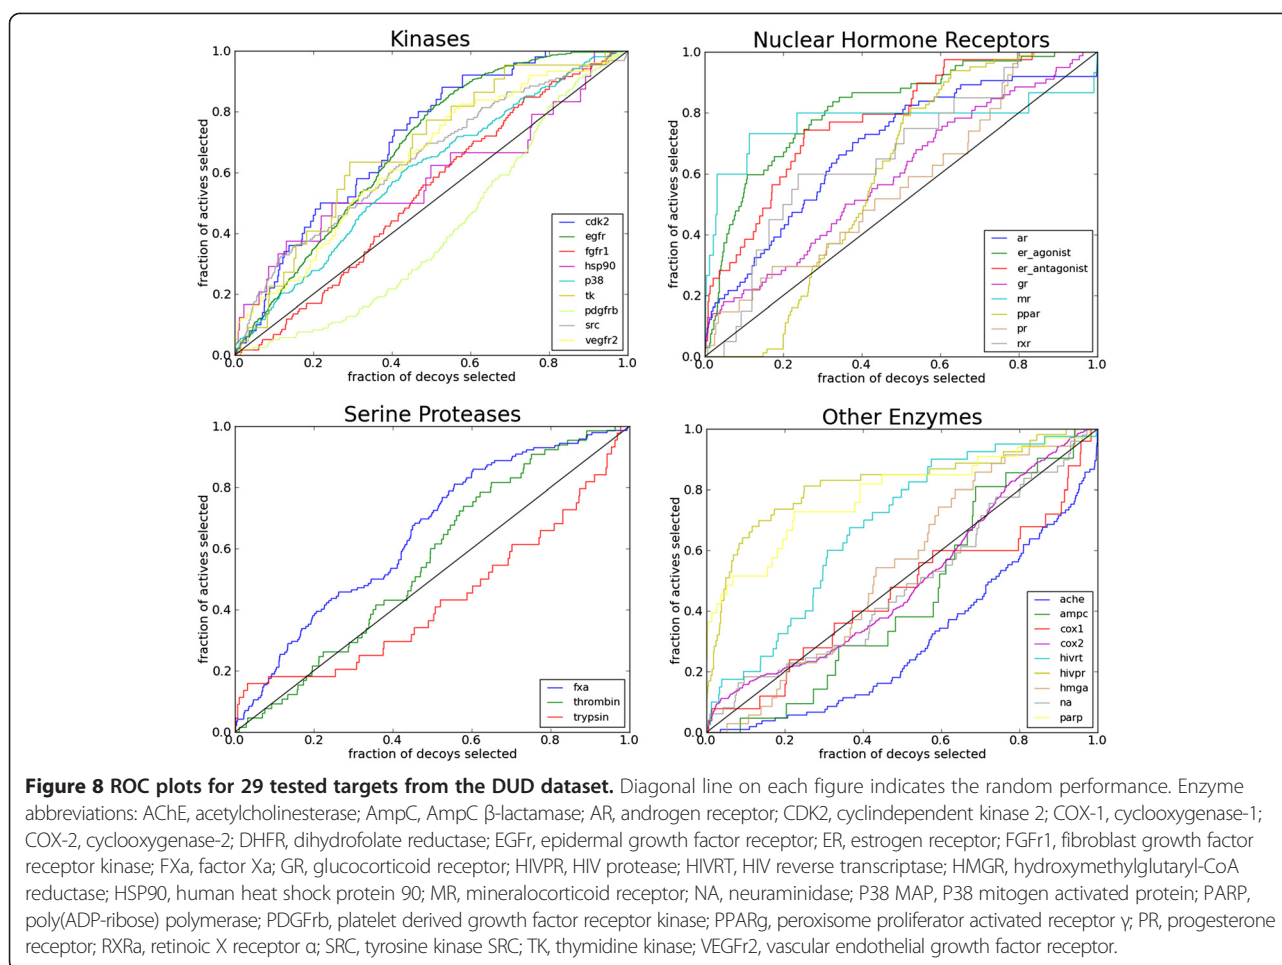 Kinases
1.0
0.8
0.6
0.4
0.2
0.0
fraction of actives selected
cdk2
egfr
fgfr1
hsp90
p38
tk
pdgfrb
src
vegfr2
0.0 0.2 0.4 0.6 0.8 1.0
fraction of decoys selected
Nuclear Hormone Receptors
1.0
0.8
0.6
0.4
0.2
0.0
fraction of actives selected
ar
er_agonist
er_antagonist
gr
mr
ppar
pr
rxr
0.0 0.2 0.4 0.6 0.8 1.0
fraction of decoys selected
Serine Proteases
1.0
0.8
0.6
0.4
0.2
0.0
fraction of actives selected
fxa
thrombin
trypsin
0.0 0.2 0.4 0.6 0.8 1.0
fraction of decoys selected
Other Enzymes
1.0
0.8
0.6
0.4
0.2
0.0
fraction of actives selected
ache
ampc
cox1
cox2
hivrt
hivpr
hmga
na
parp
0.0 0.2 0.4 0.6 0.8 1.0
fraction of decoys selected
Figure 8 ROC plots for 29 tested targets from the DUD dataset. Diagonal line on each figure indicates the random performance. Enzyme
abbreviations: AChE, acetylcholinesterase; AmpC, AmpC β-lactamase; AR, androgen receptor; CDK2, cyclindependent kinase 2; COX-1, cyclooxygenase-1;
COX-2, cyclooxygenase-2; DHFR, dihydrofolate reductase; EGFr, epidermal growth factor receptor; ER, estrogen receptor; FGFr1, fibroblast growth factor
receptor kinase; FXa, factor Xa; GR, glucocorticoid receptor; HIVPR, HIV protease; HIVRT, HIV reverse transcriptase; HMGR, hydroxymethylglutaryl-CoA
reductase; HSP90, human heat shock protein 90; MR, mineralocorticoid receptor; NA, neuraminidase; P38 MAP, P38 mitogen activated protein; PARP,
poly(ADP-ribose) polymerase; PDGFrb, platelet derived growth factor receptor kinase; PPARg, peroxisome proliferator activated receptor γ; PR, progesterone
receptor; RXRa, retinoic X receptor α; SRC, tyrosine kinase SRC; TK, thymidine kinase; VEGFr2, vascular endothelial growth factor receptor.